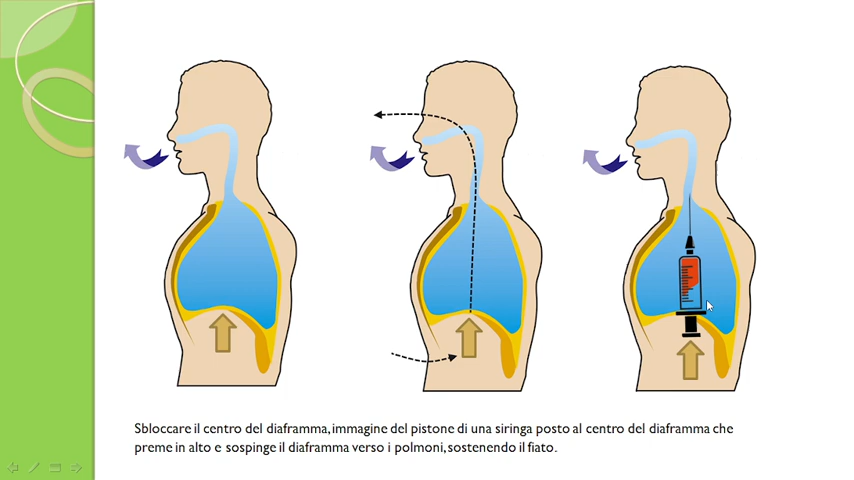 Sbloccare il centro del diaframma, immagine del pistone di una siringa posto al centro del diaframma che
preme in alto e sospinge il diaframma verso i polmoni, sostenendo il fiato.